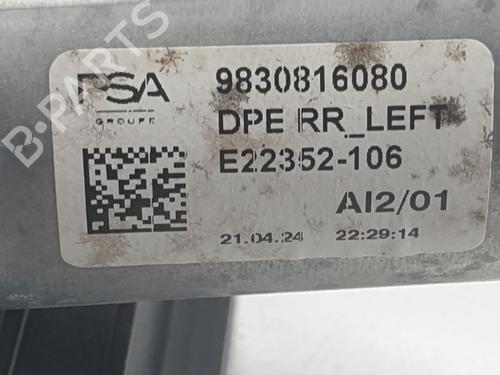 B-PARTS
PSA
GROUPE
9830816080
DPE RR_LEFT
E22352-106
AI2/01
21.04.24 22:29:14